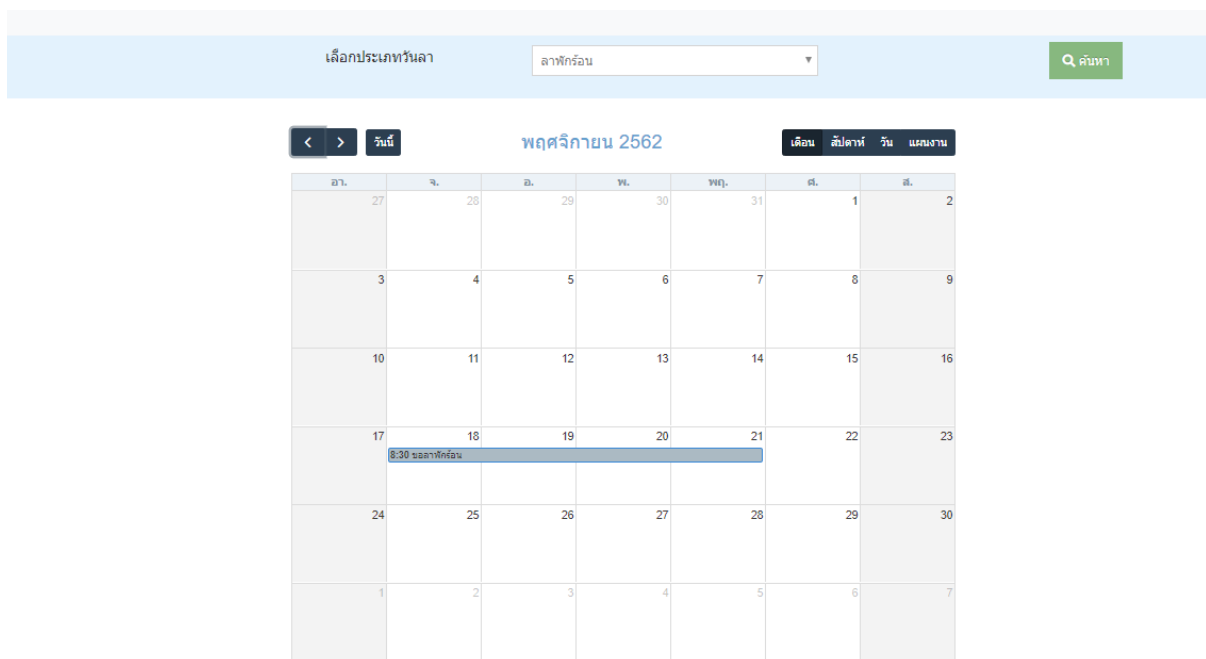 เลือกประเภทวันลา ลาพักร้อน ค้นหา
วันนี้ พฤศจิกายน 2562 เดือน สัปดาห์ วัน แผนงาน
อา. จ. อ. พ. พฤ. ศ. ส.
27 28 29 30 31 1 2
3 4 5 6 7 8 9
10 11 12 13 14 15 16
17 18 19 20 21 22 23
8:30 ขอลาพักร้อน
24 25 26 27 28 29 30
1 2 3 4 5 6 7